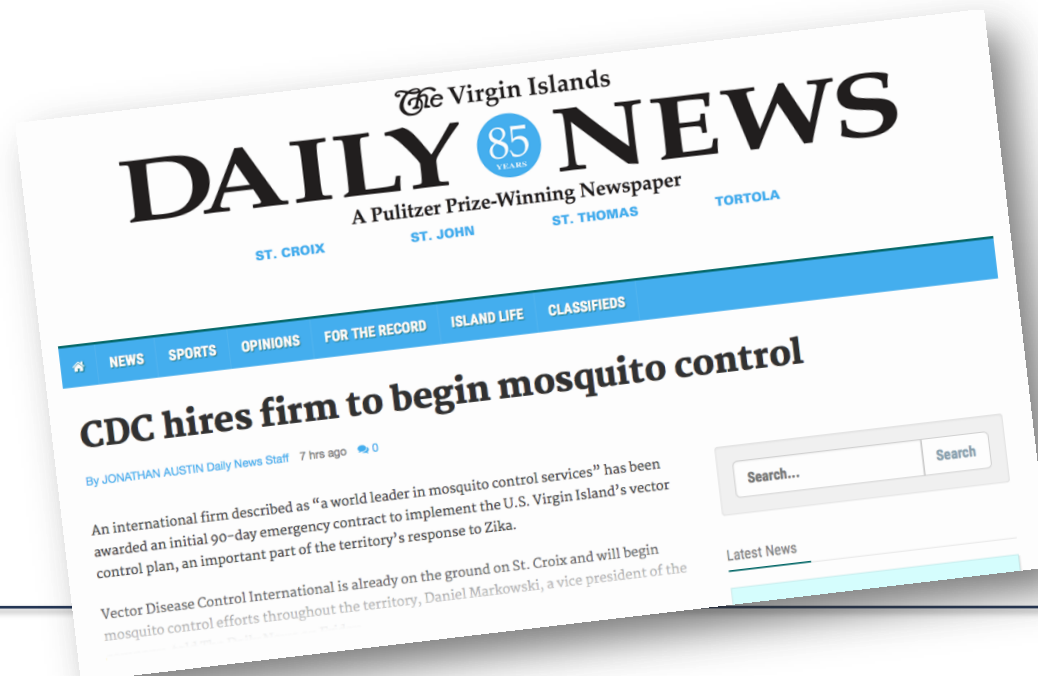 The Virgin Islands
DAILY 85 YEARS NEWS
A Pulitzer Prize-Winning Newspaper
ST. CROIX ST. JOHN ST. THOMAS TORTOLA
NEWS SPORTS OPINIONS FOR THE RECORD ISLAND LIFE CLASSIFIEDS
CDC hires firm to begin mosquito control
By JONATHAN AUSTIN Daily News Staff 7 hrs ago 0
Search... Search
An international firm described as “a world leader in mosquito control services” has been
awarded an initial 90-day emergency contract to implement the U.S. Virgin Island’s vector
control plan, an important part of the territory’s response to Zika.
Latest News
Vector Disease Control International is already on the ground on St. Croix and will begin
mosquito control efforts throughout the territory, Daniel Markowski, a vice president of the